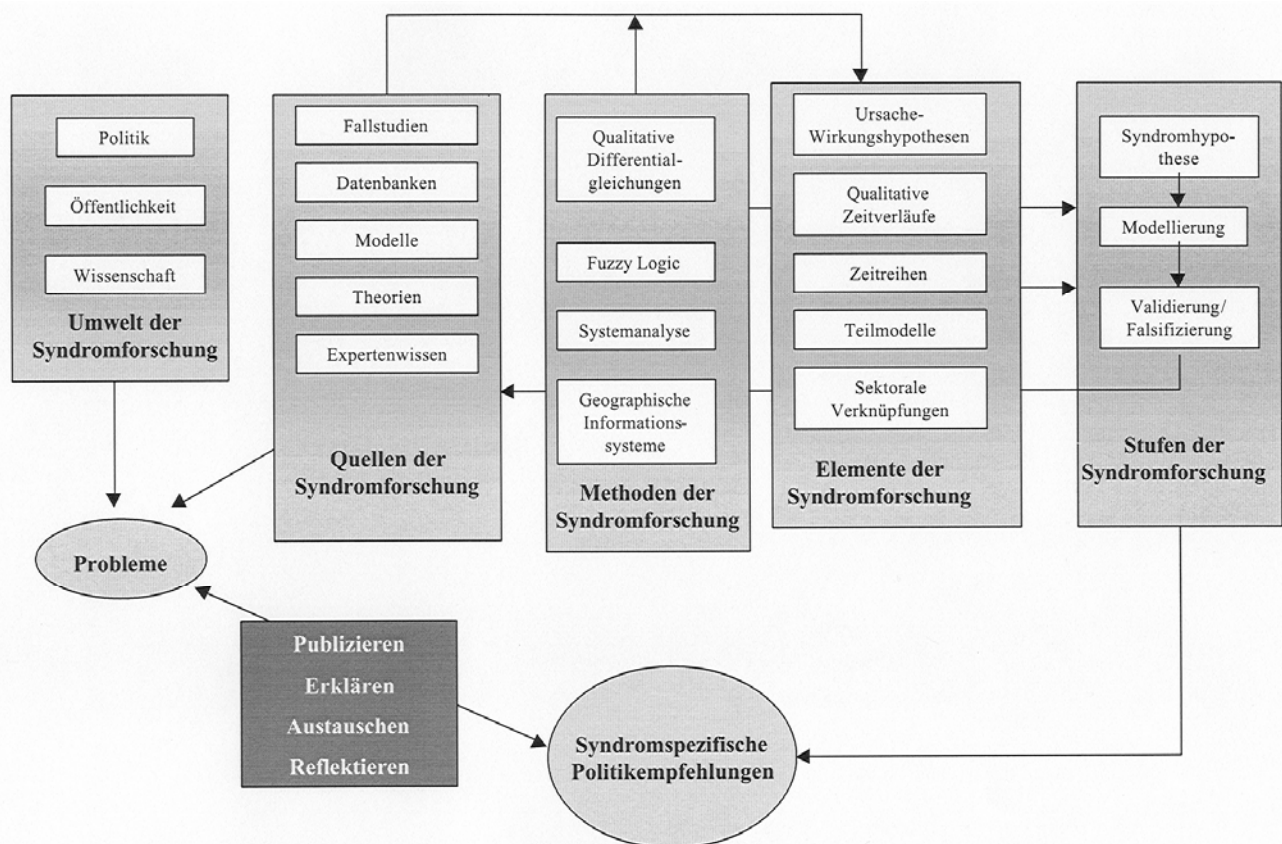 Politik
Öffentlichkeit
Wissenschaft
Umwelt der
Syndromforschung
Fallstudien
Datenbanken
Modelle
Theorien
Expertenwissen
Quellen der
Syndromforschung
Qualitative
Differential-
gleichungen
Fuzzy Logic
Systemanalyse
Geographische
Informations-
systeme
Methoden der
Syndromforschung
Ursache-
Wirkungshypothesen
Qualitative
Zeitverläufe
Zeitreihen
Teilmodelle
Sektorale
Verknüpfungen
Elemente der
Syndromforschung
Syndromhypo-
these
Modellierung
Validierung/
Falsifizierung
Stufen der
Syndromforschung
Probleme
Publizieren
Erklären
Austauschen
Reflektieren
Syndromspezifische
Politikempfehlungen